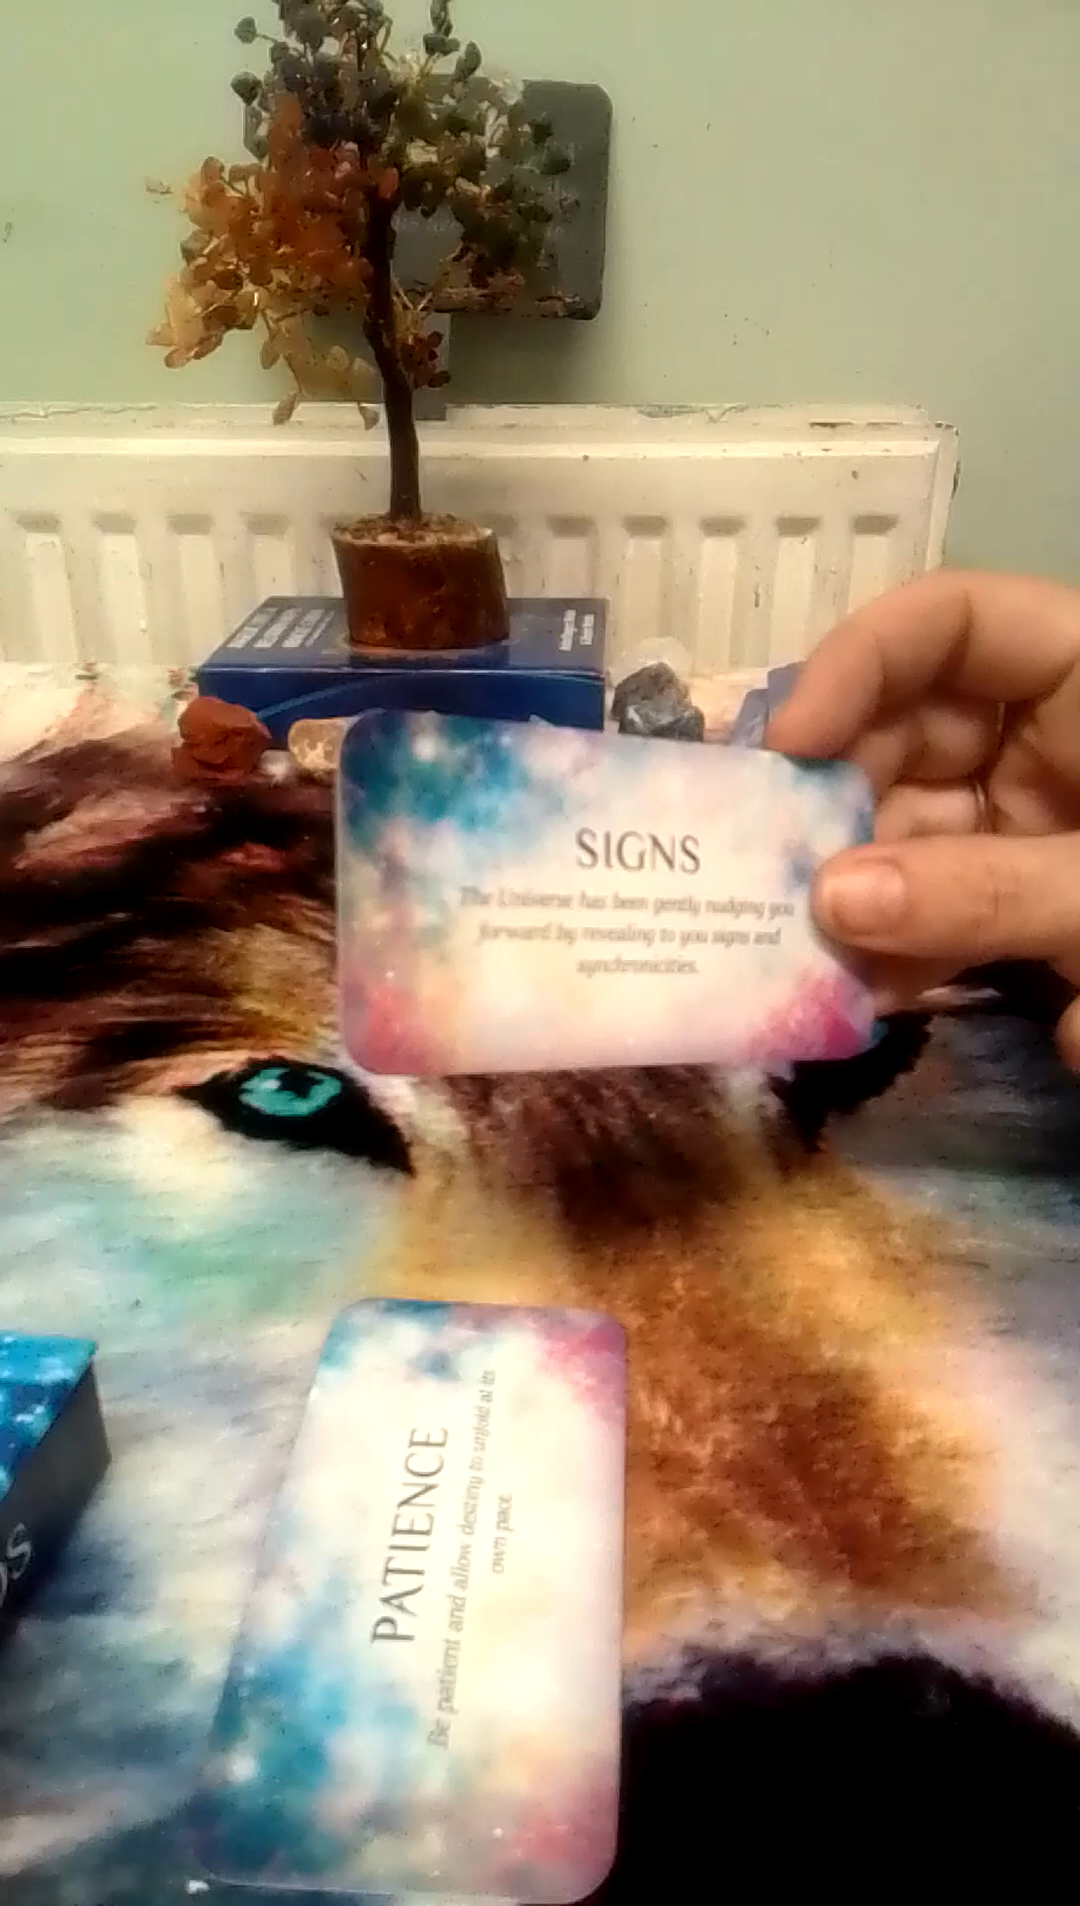 SIGNS
The Universe has been gently nudging you
forward by revealing to you signs and
synchronicities.
PATIENCE
Be patient and allow destiny to unfold at its
own pace.